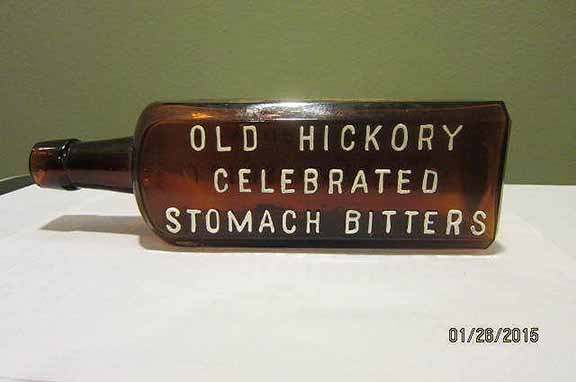 OLD HICKORY
CELEBRATED
STOMACH BITTERS
01/26/2015